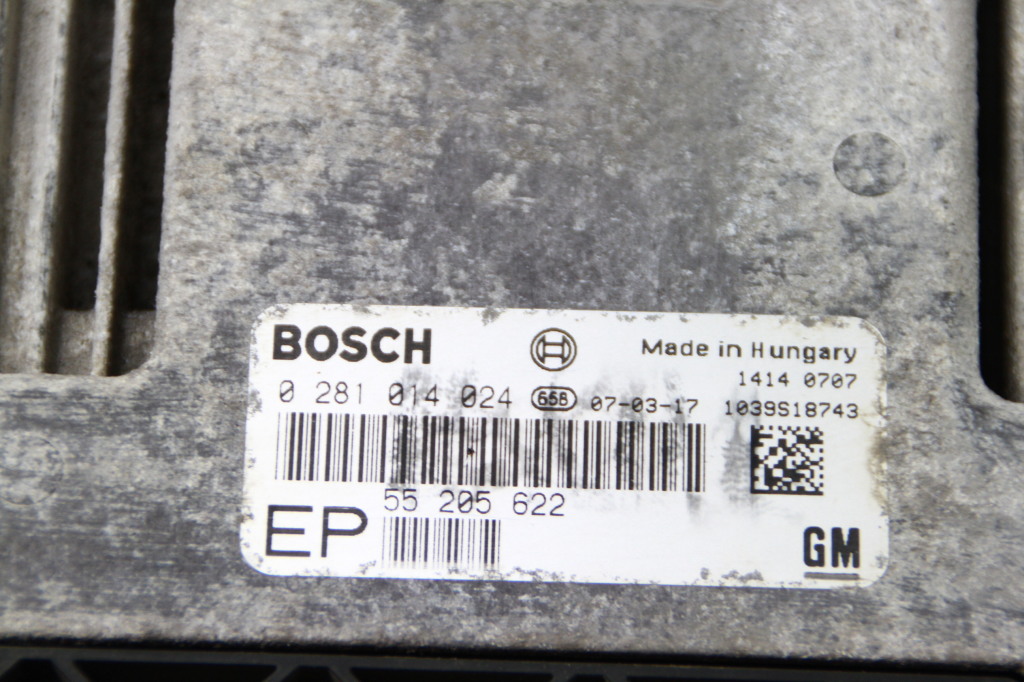 BOSCH
Made in Hungary
1414 0707
0 281 014 024 658 07-03-17 1039S18743
55 205 622
EP
GM